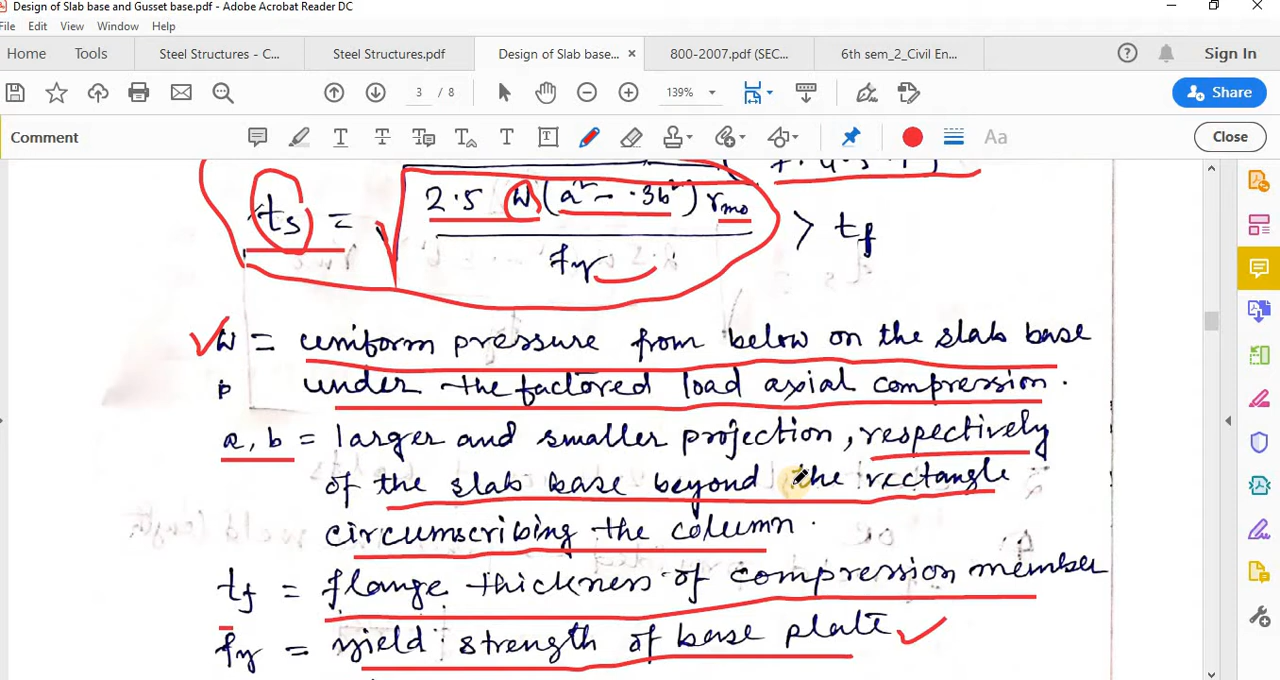 Design of Slab base and Gusset base.pdf - Adobe Acrobat Reader DC
File Edit View Window Help
Home Tools Steel Structures - C... Steel Structures.pdf Design of Slab base... × 800-2007.pdf (SEC... 6th sem_2_Civil En... Sign In
3 / 8 139% Share
Comment Aa Close
ts = √ 2.5 W (a² - .3b²) γmo / fy > tf
W = uniform pressure from below on the slab base
under the factored load axial compression.
a, b = larger and smaller projection, respectively
of the slab base beyond the rectangle
circumscribing the column.
tf = flange thickness of compression member
fy = yield strength of base plate